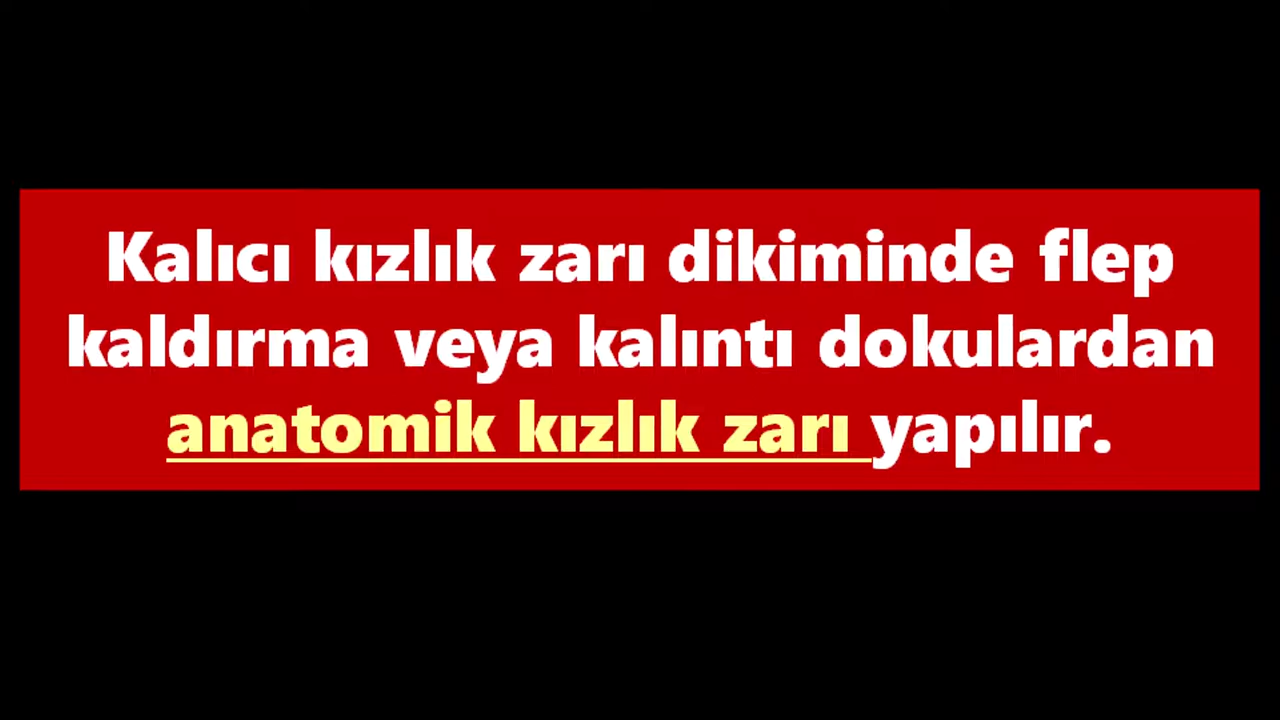 Kalıcı kızlık zarı dikiminde flep
kaldırma veya kalıntı dokulardan
anatomik kızlık zarı yapılır.